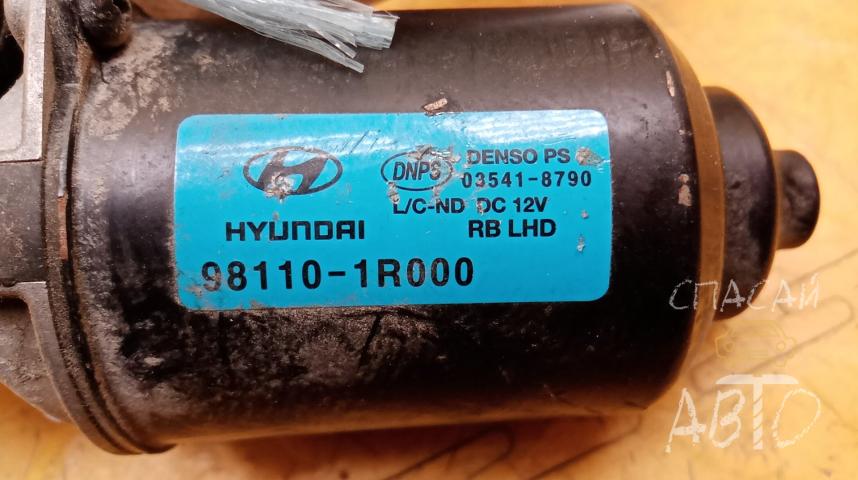 DNPS DENSO PS
03541-8790
L/C-ND DC 12V
HYUNDAI RB LHD
98110-1R000
СПАСАЙ
АВТО